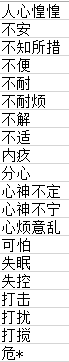 人心惶惶
不安
不知所措
不便
不耐
不耐烦
不解
不适
内疚
分心
心神不定
心神不宁
心烦意乱
可怕
失眠
失控
打击
打扰
打搅
危*